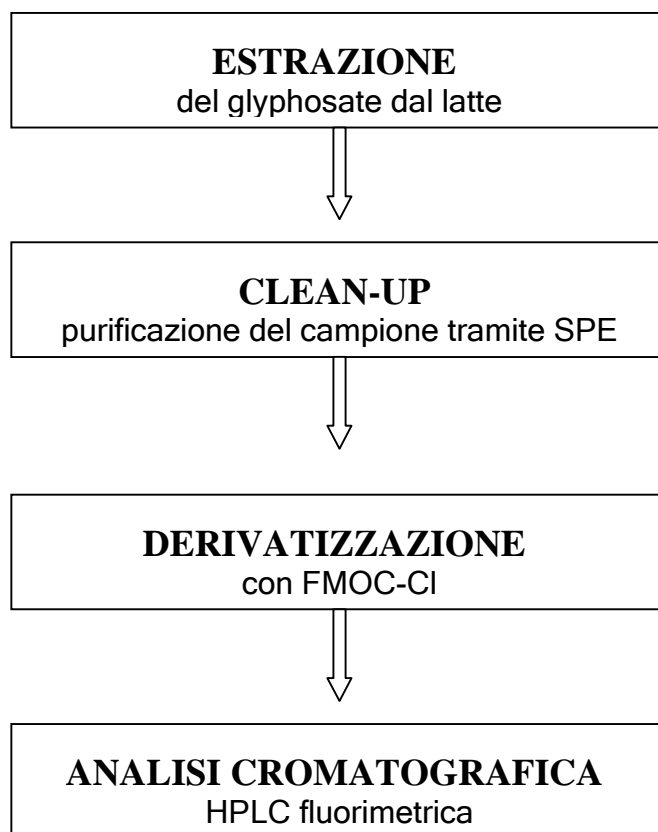 ESTRAZIONE
del glyphosate dal latte
CLEAN-UP
purificazione del campione tramite SPE
DERIVATIZZAZIONE
con FMOC-Cl
ANALISI CROMATOGRAFICA
HPLC fluorimetrica